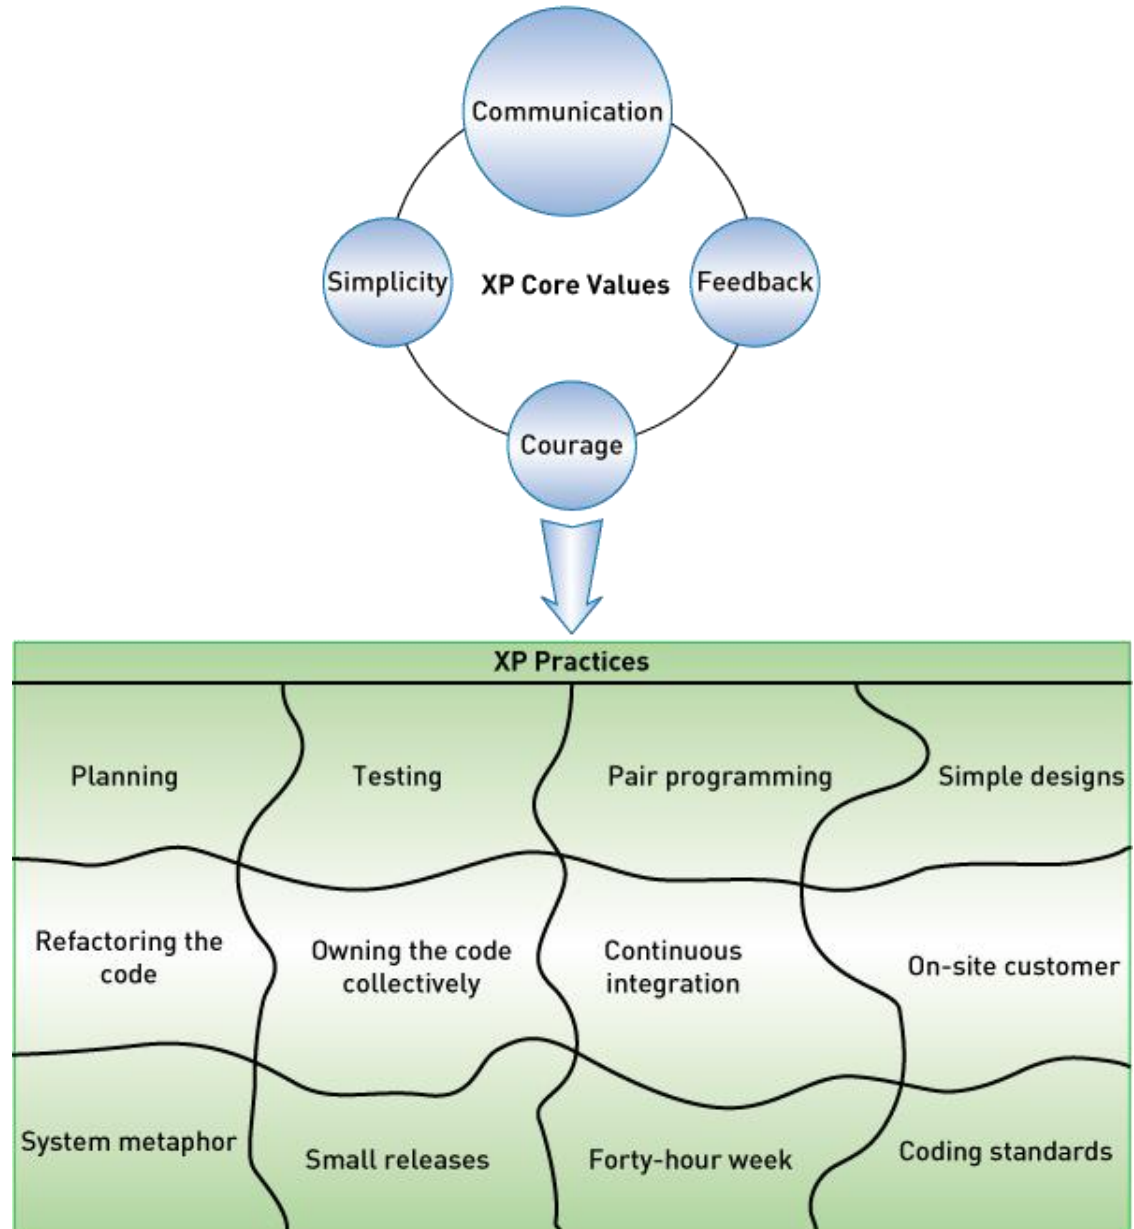 Communication
Simplicity
XP Core Values
Feedback
Courage
XP Practices
Planning
Testing
Pair programming
Simple designs
Refactoring the
code
Owning the code
collectively
Continuous
integration
On-site customer
System metaphor
Small releases
Forty-hour week
Coding standards